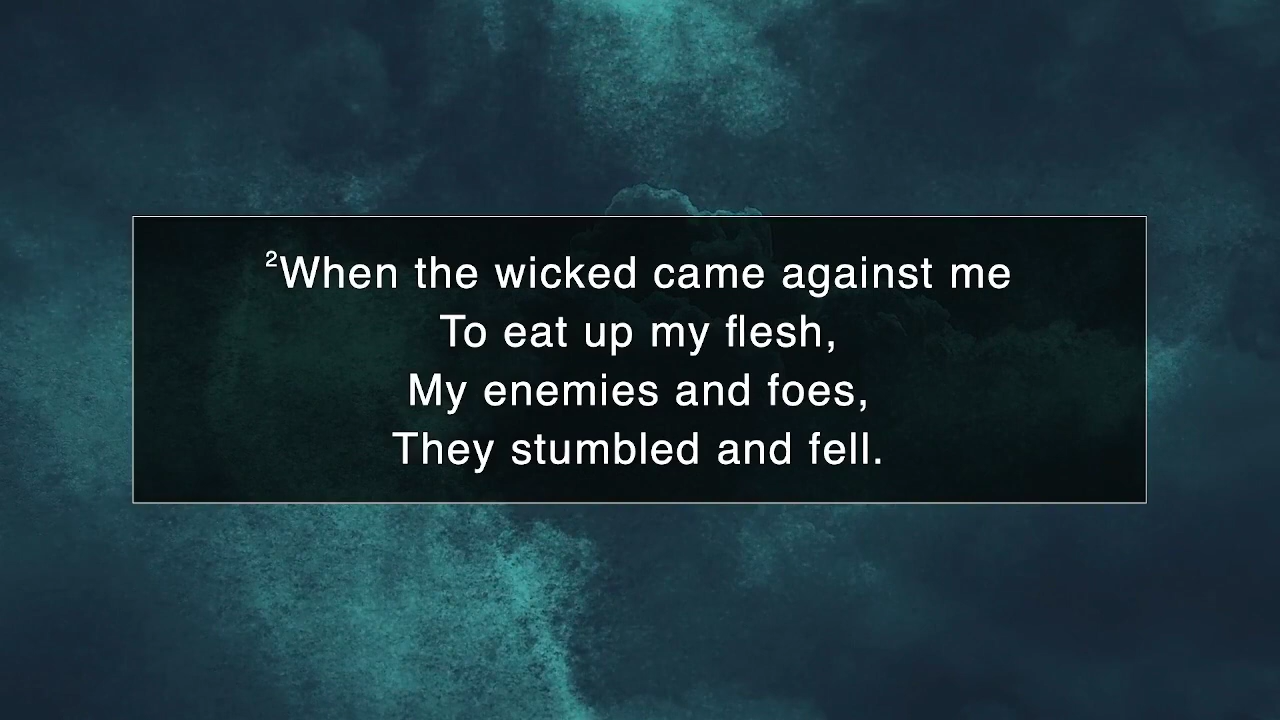 ²When the wicked came against me
To eat up my flesh,
My enemies and foes,
They stumbled and fell.